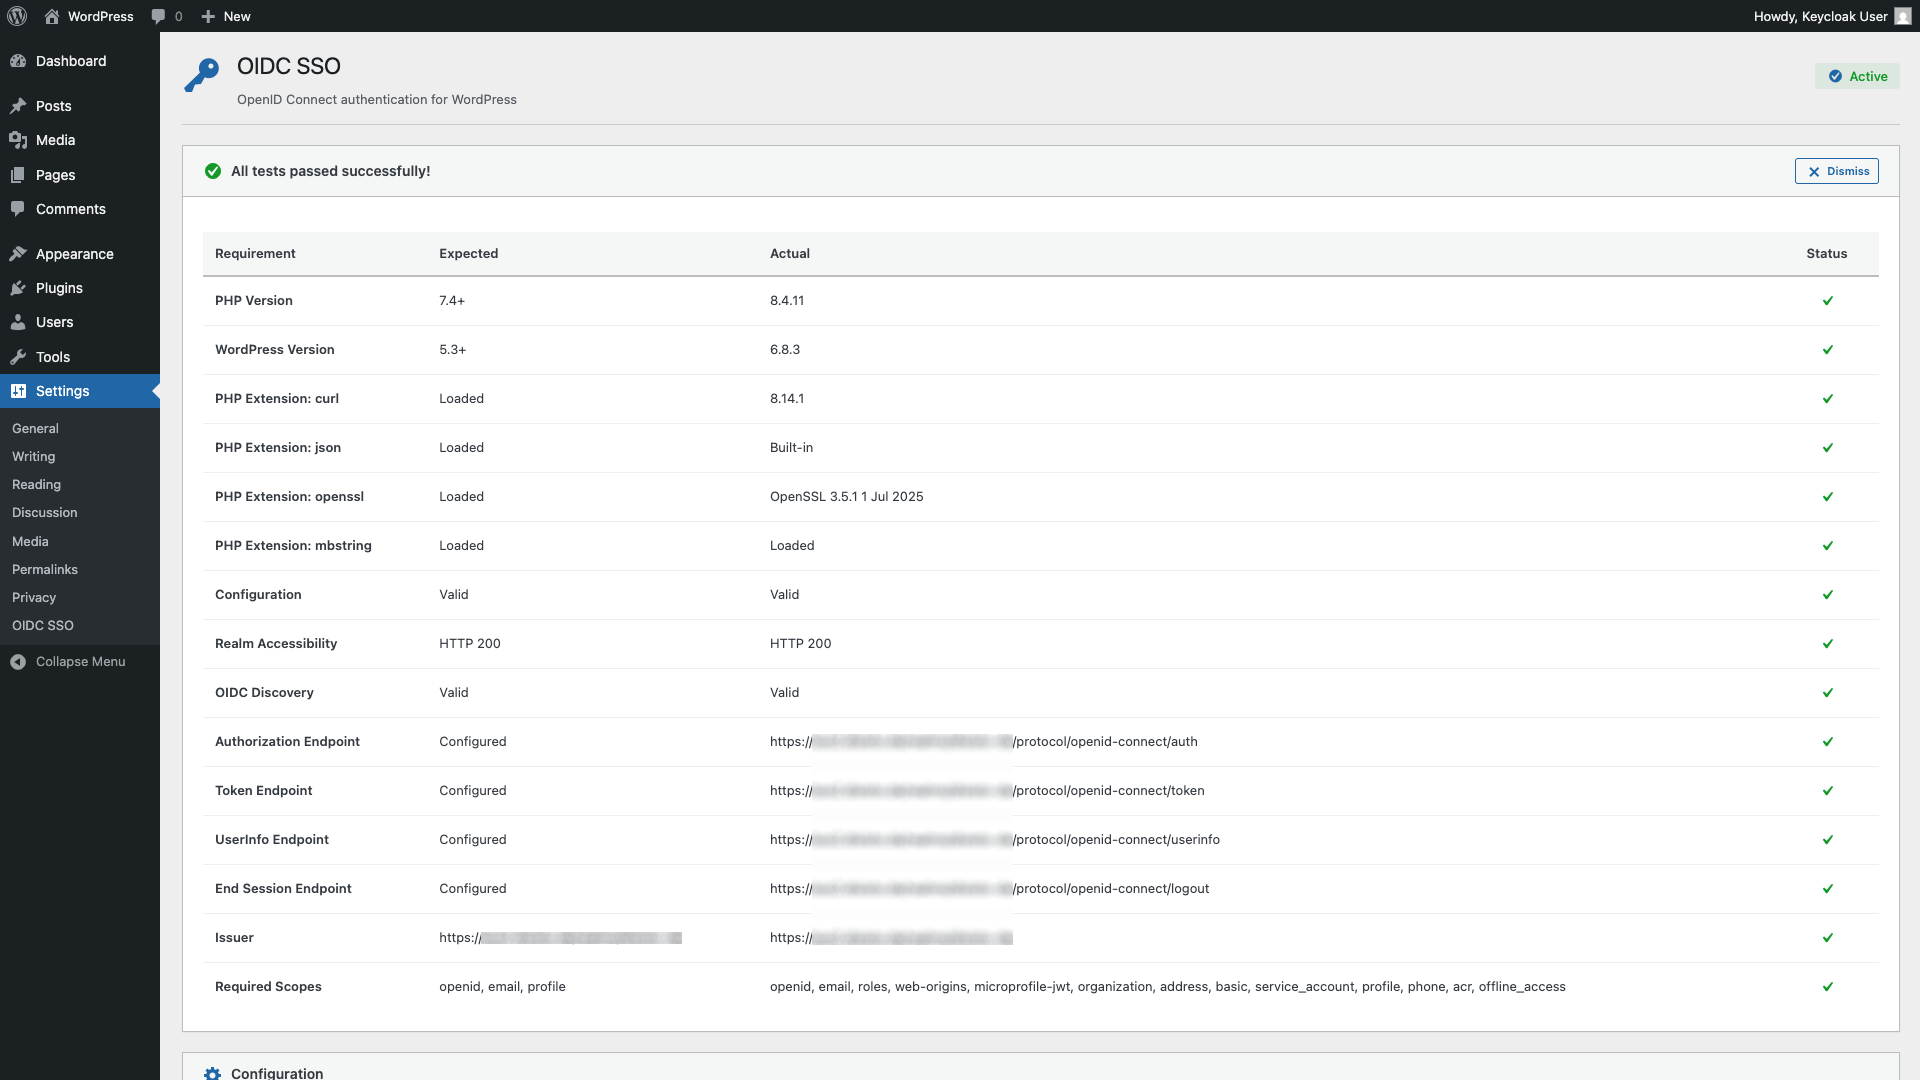 WordPress 0 New Howdy, Keycloak User
Dashboard
Posts
Media
Pages
Comments
Appearance
Plugins
Users
Tools
Settings
General
Writing
Reading
Discussion
Media
Permalinks
Privacy
OIDC SSO
Collapse Menu
OIDC SSO
OpenID Connect authentication for WordPress
Active
All tests passed successfully!
Dismiss
Requirement Expected Actual Status
PHP Version 7.4+ 8.4.11
WordPress Version 5.3+ 6.8.3
PHP Extension: curl Loaded 8.14.1
PHP Extension: json Loaded Built-in
PHP Extension: openssl Loaded OpenSSL 3.5.1 1 Jul 2025
PHP Extension: mbstring Loaded Loaded
Configuration Valid Valid
Realm Accessibility HTTP 200 HTTP 200
OIDC Discovery Valid Valid
Authorization Endpoint Configured https:// /protocol/openid-connect/auth
Token Endpoint Configured https:// /protocol/openid-connect/token
UserInfo Endpoint Configured https:// /protocol/openid-connect/userinfo
End Session Endpoint Configured https:// /protocol/openid-connect/logout
Issuer https:// https://
Required Scopes openid, email, profile openid, email, roles, web-origins, microprofile-jwt, organization, address, basic, service_account, profile, phone, acr, offline_access
Configuration